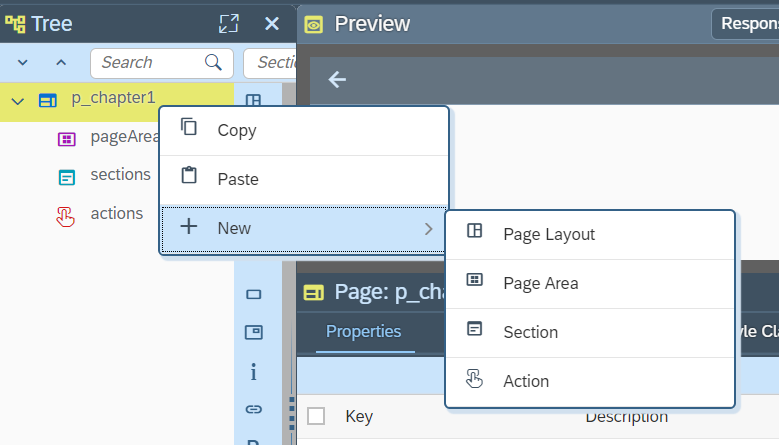 Tree
Preview
Respon
Search
Sectio
p_chapter1
pageArea
sections
actions
Copy
Paste
New
Page Layout
Page Area
Section
Action
Page: p_cha
Properties
yle Cla
Key
Description